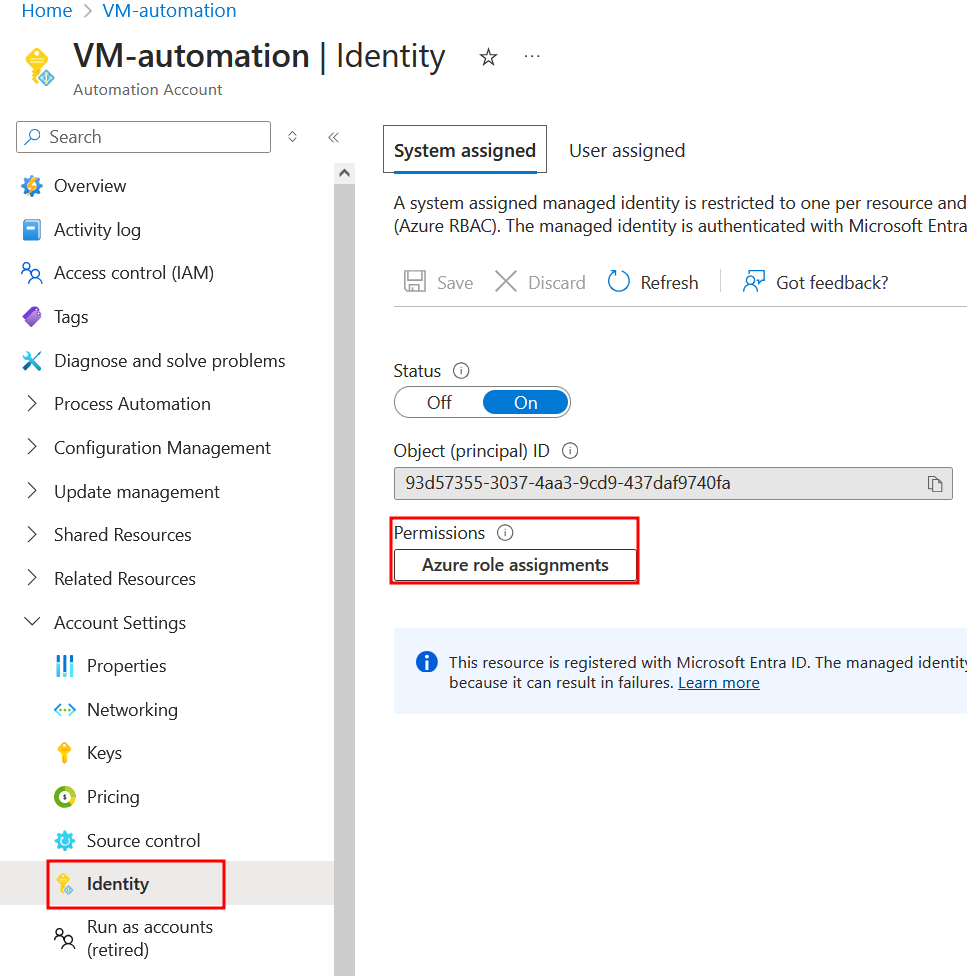 Home > VM-automation
VM-automation | Identity
Automation Account
Search
Overview
Activity log
Access control (IAM)
Tags
Diagnose and solve problems
Process Automation
Configuration Management
Update management
Shared Resources
Related Resources
Account Settings
Properties
Networking
Keys
Pricing
Source control
Identity
Run as accounts
(retired)
System assigned User assigned
A system assigned managed identity is restricted to one per resource and
(Azure RBAC). The managed identity is authenticated with Microsoft Entra
Save Discard Refresh Got feedback?
Status
Off On
Object (principal) ID
93d57355-3037-4aa3-9cd9-437daf9740fa
Permissions
Azure role assignments
This resource is registered with Microsoft Entra ID. The managed identity
because it can result in failures. Learn more